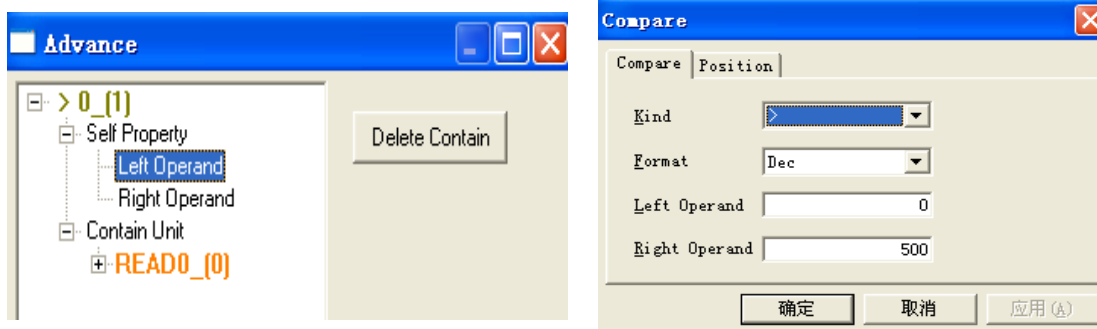 Advance
> 0_(1)
Self Property
Left Operand
Right Operand
Contain Unit
READ0_(0)
Delete Contain
Compare
Compare Position
Kind >
Format Dec
Left Operand 0
Right Operand 500
确定 取消 应用(A)